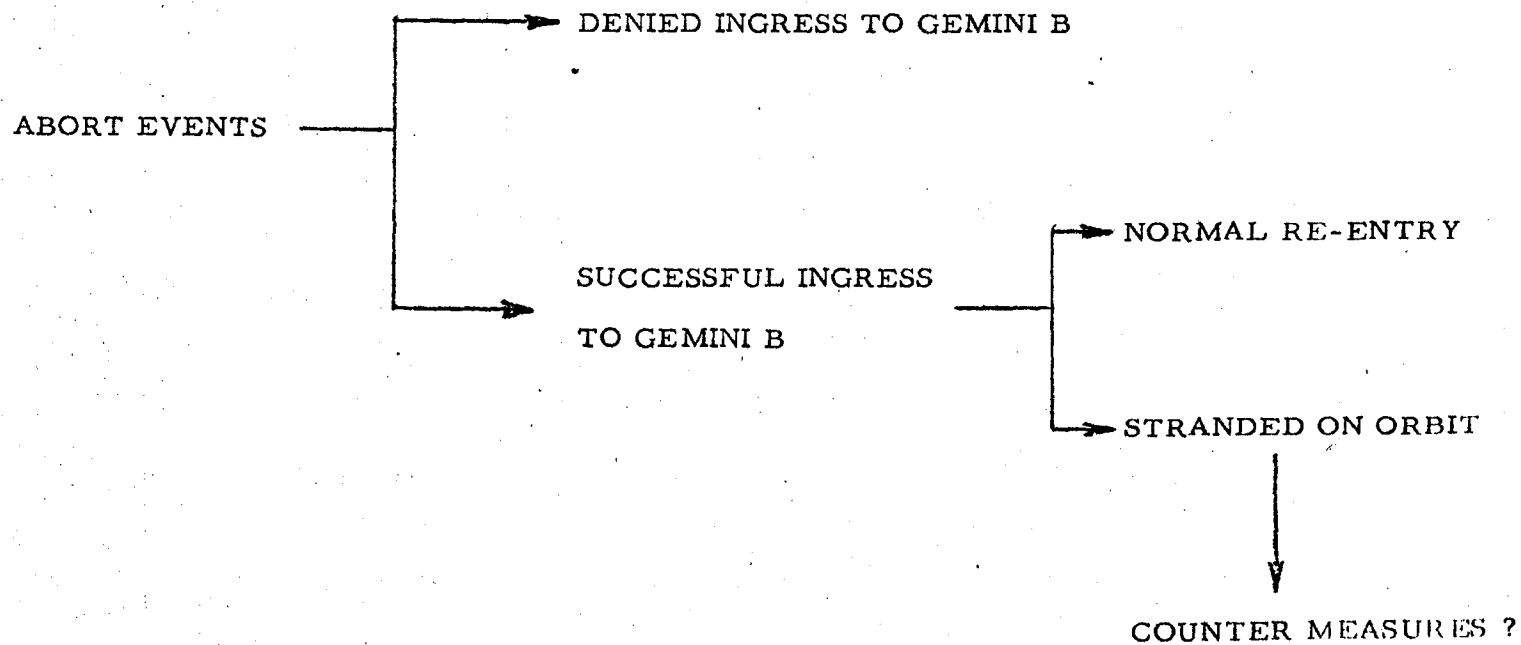 DENIED INGRESS TO GEMINI B
ABORT EVENTS
NORMAL RE-ENTRY
SUCCESSFUL INGRESS
TO GEMINI B
STRANDED ON ORBIT
COUNTER MEASURES ?